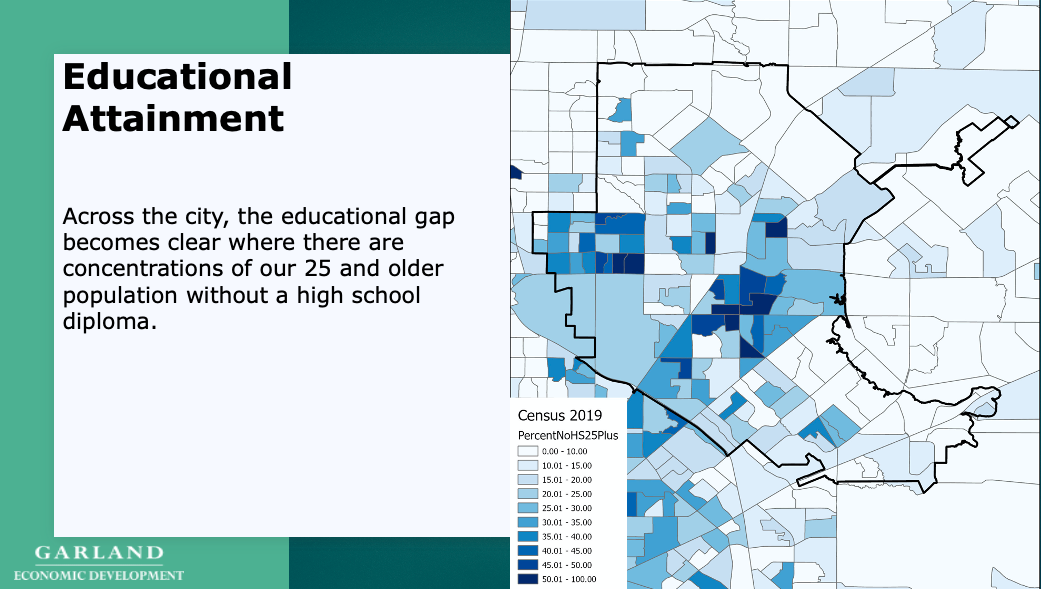 Educational
Attainment
Across the city, the educational gap
becomes clear where there are
concentrations of our 25 and older
population without a high school
diploma.
Census 2019
PercentNoHS25Plus
0.00 - 10.00
10.01 - 15.00
15.01 - 20.00
20.01 - 25.00
25.01 - 30.00
30.01 - 35.00
35.01 - 40.00
40.01 - 45.00
45.01 - 50.00
50.01 - 100.00
GARLAND
ECONOMIC DEVELOPMENT